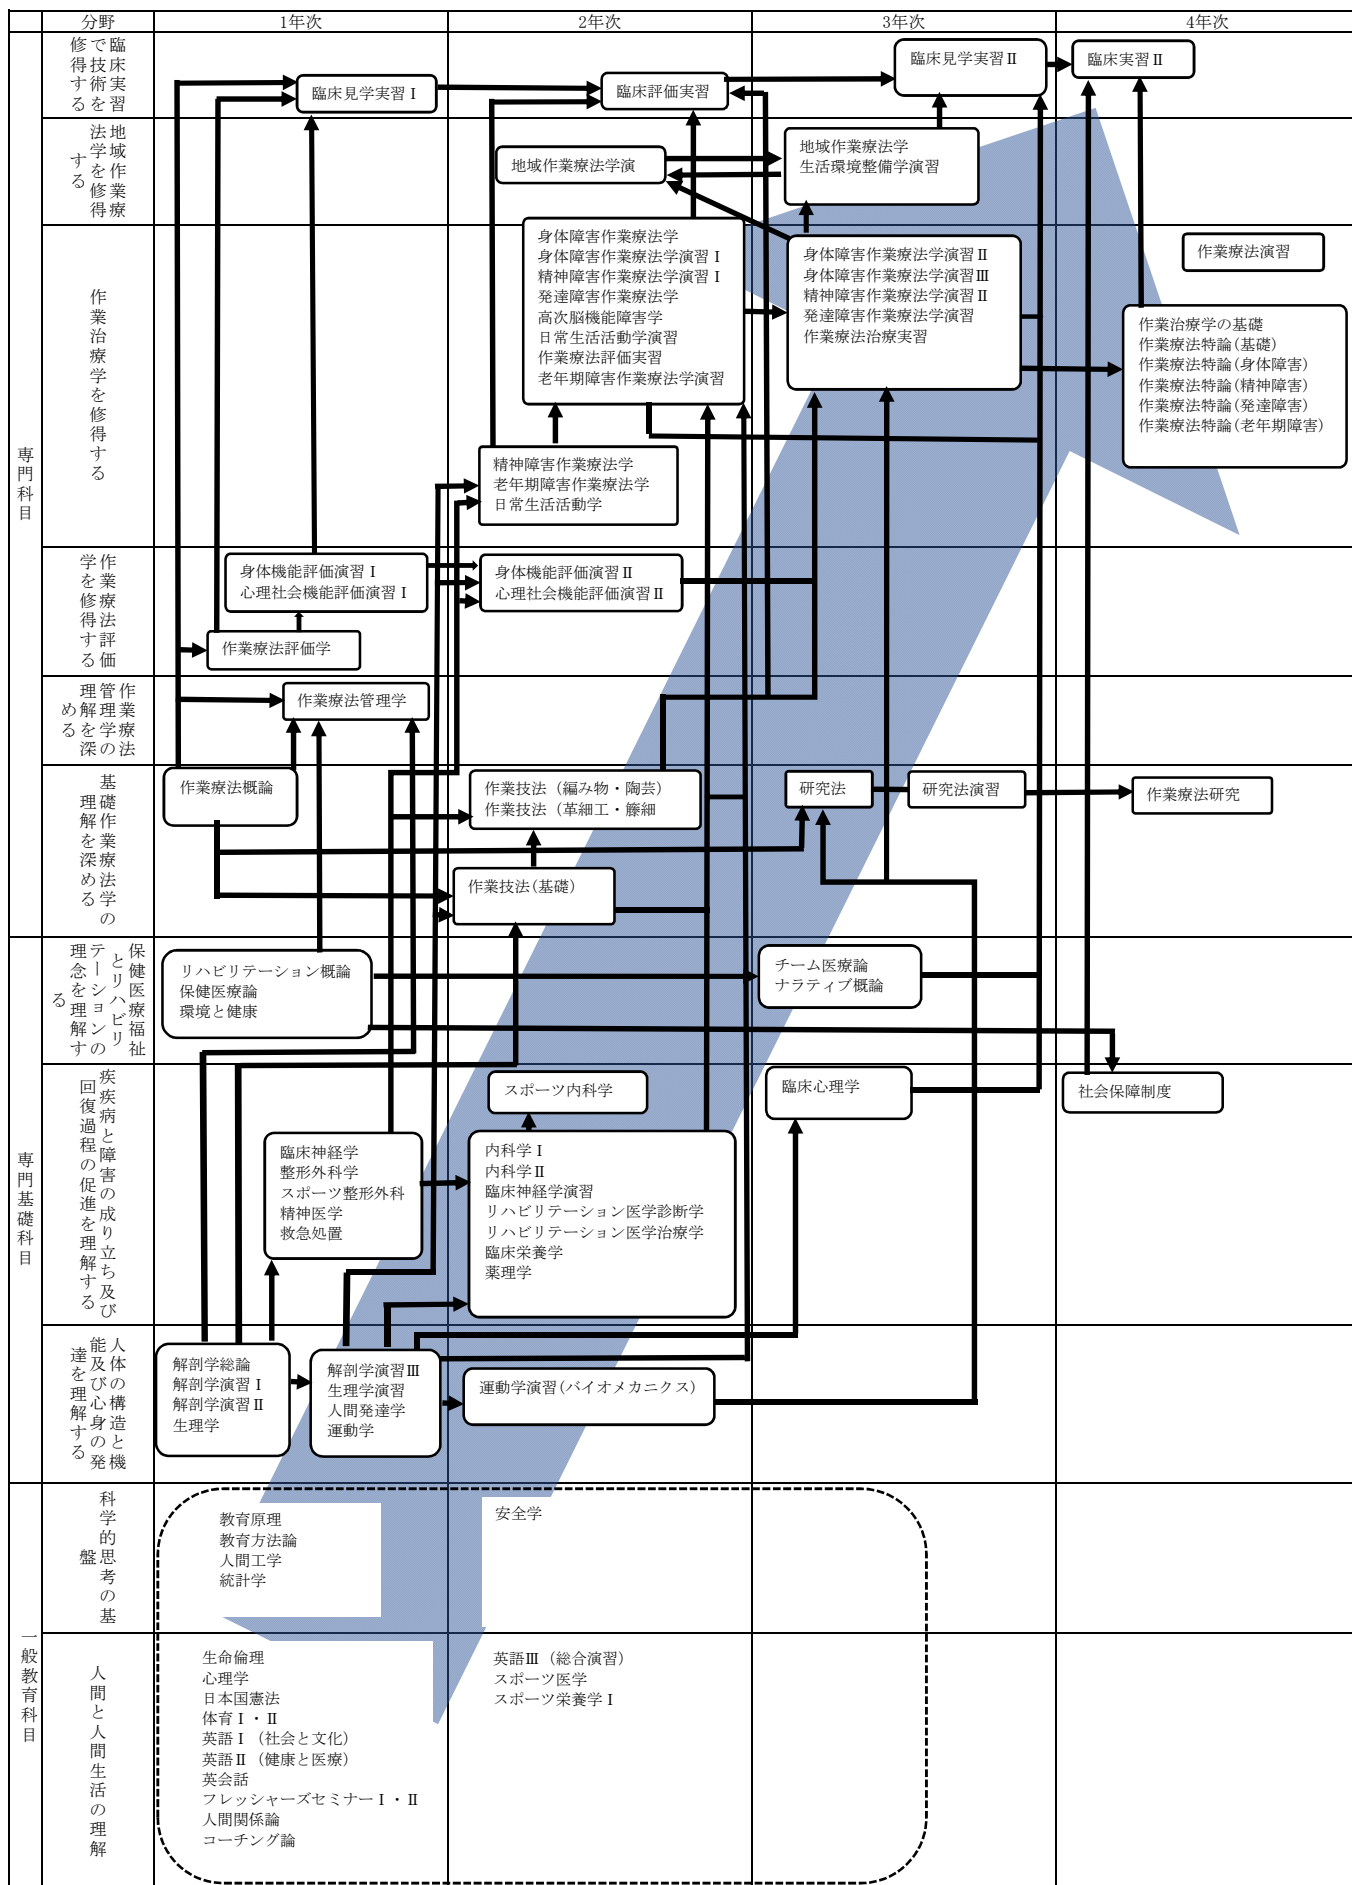 分野
1年次
2年次
3年次
4年次
専門科目
臨床実習
で技術を
修得する
臨床見学実習Ⅰ
臨床評価実習
臨床見学実習Ⅱ
臨床実習Ⅱ
地域作業療
法学を修得
する
地域作業療法学演
地域作業療法学
生活環境整備学演習
作業治療学を修得する
身体障害作業療法学
身体障害作業療法学演習Ⅰ
精神障害作業療法学演習Ⅰ
発達障害作業療法学
高次脳機能障害学
日常生活活動学演習
作業療法評価実習
老年期障害作業療法学演習
身体障害作業療法学演習Ⅱ
身体障害作業療法学演習Ⅲ
精神障害作業療法学演習Ⅱ
発達障害作業療法学演習
作業療法治療実習
作業療法演習
作業治療学の基礎
作業療法特論(基礎)
作業療法特論(身体障害)
作業療法特論(精神障害)
作業療法特論(発達障害)
作業療法特論(老年期障害)
精神障害作業療法学
老年期障害作業療法学
日常生活活動学
作業療法評価
学を修得する
身体機能評価演習Ⅰ
心理社会機能評価演習Ⅰ
身体機能評価演習Ⅱ
心理社会機能評価演習Ⅱ
作業療法評価学
作業療法
管理学の
理解を深
める
作業療法管理学
基礎作業療法学の
理解を深める
作業療法概論
作業技法（編み物・陶芸）
作業技法（革細工・籐細
研究法
研究法演習
作業療法研究
作業技法(基礎)
専門基礎科目
保健医療福祉
とリハビリ
テーションの
理念を理解す
る
リハビリテーション概論
保健医療論
環境と健康
チーム医療論
ナラティブ概論
疾疾病と障害の成り立ち及び
回復過程の促進を理解する
スポーツ内科学
臨床心理学
社会保障制度
臨床神経学
整形外科学
スポーツ整形外科
精神医学
救急処置
内科学Ⅰ
内科学Ⅱ
臨床神経学演習
リハビリテーション医学診断学
リハビリテーション医学治療学
臨床栄養学
薬理学
人体の構造と機
能及び心身の発
達を理解する
解剖学総論
解剖学演習Ⅰ
解剖学演習Ⅱ
生理学
解剖学演習Ⅲ
生理学演習
人間発達学
運動学
運動学演習(バイオメカニクス)
一般教育科目
科学的思考の基
盤
教育原理
教育方法論
人間工学
統計学
安全学
人間と人間生活の理解
生命倫理
心理学
日本国憲法
体育Ⅰ・Ⅱ
英語Ⅰ（社会と文化)
英語Ⅱ（健康と医療)
英会話
フレッシャーズセミナーⅠ・Ⅱ
人間関係論
コーチング論
英語Ⅲ（総合演習）
スポーツ医学
スポーツ栄養学Ⅰ